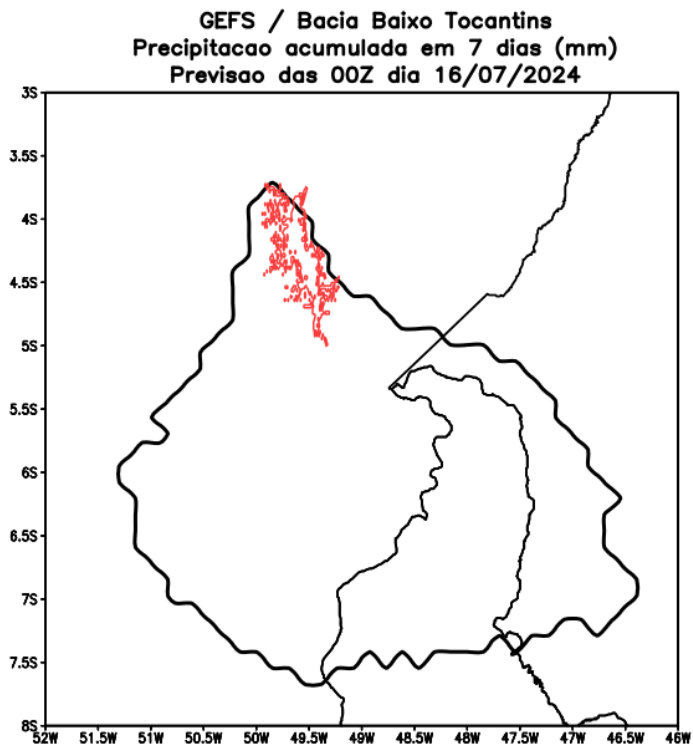 GEFS / Bacia Baixo Tocantins
Precipitacao acumulada em 7 dias (mm)
Previsao das 00Z dia 16/07/2024
3S
3.5S
4S
4.5S
5S
5.5S
6S
6.5S
7S
7.5S
8S
52W 51.5W 51W 50.5W 50W 49.5W 49W 48.5W 48W 47.5W 47W 46.5W 46W